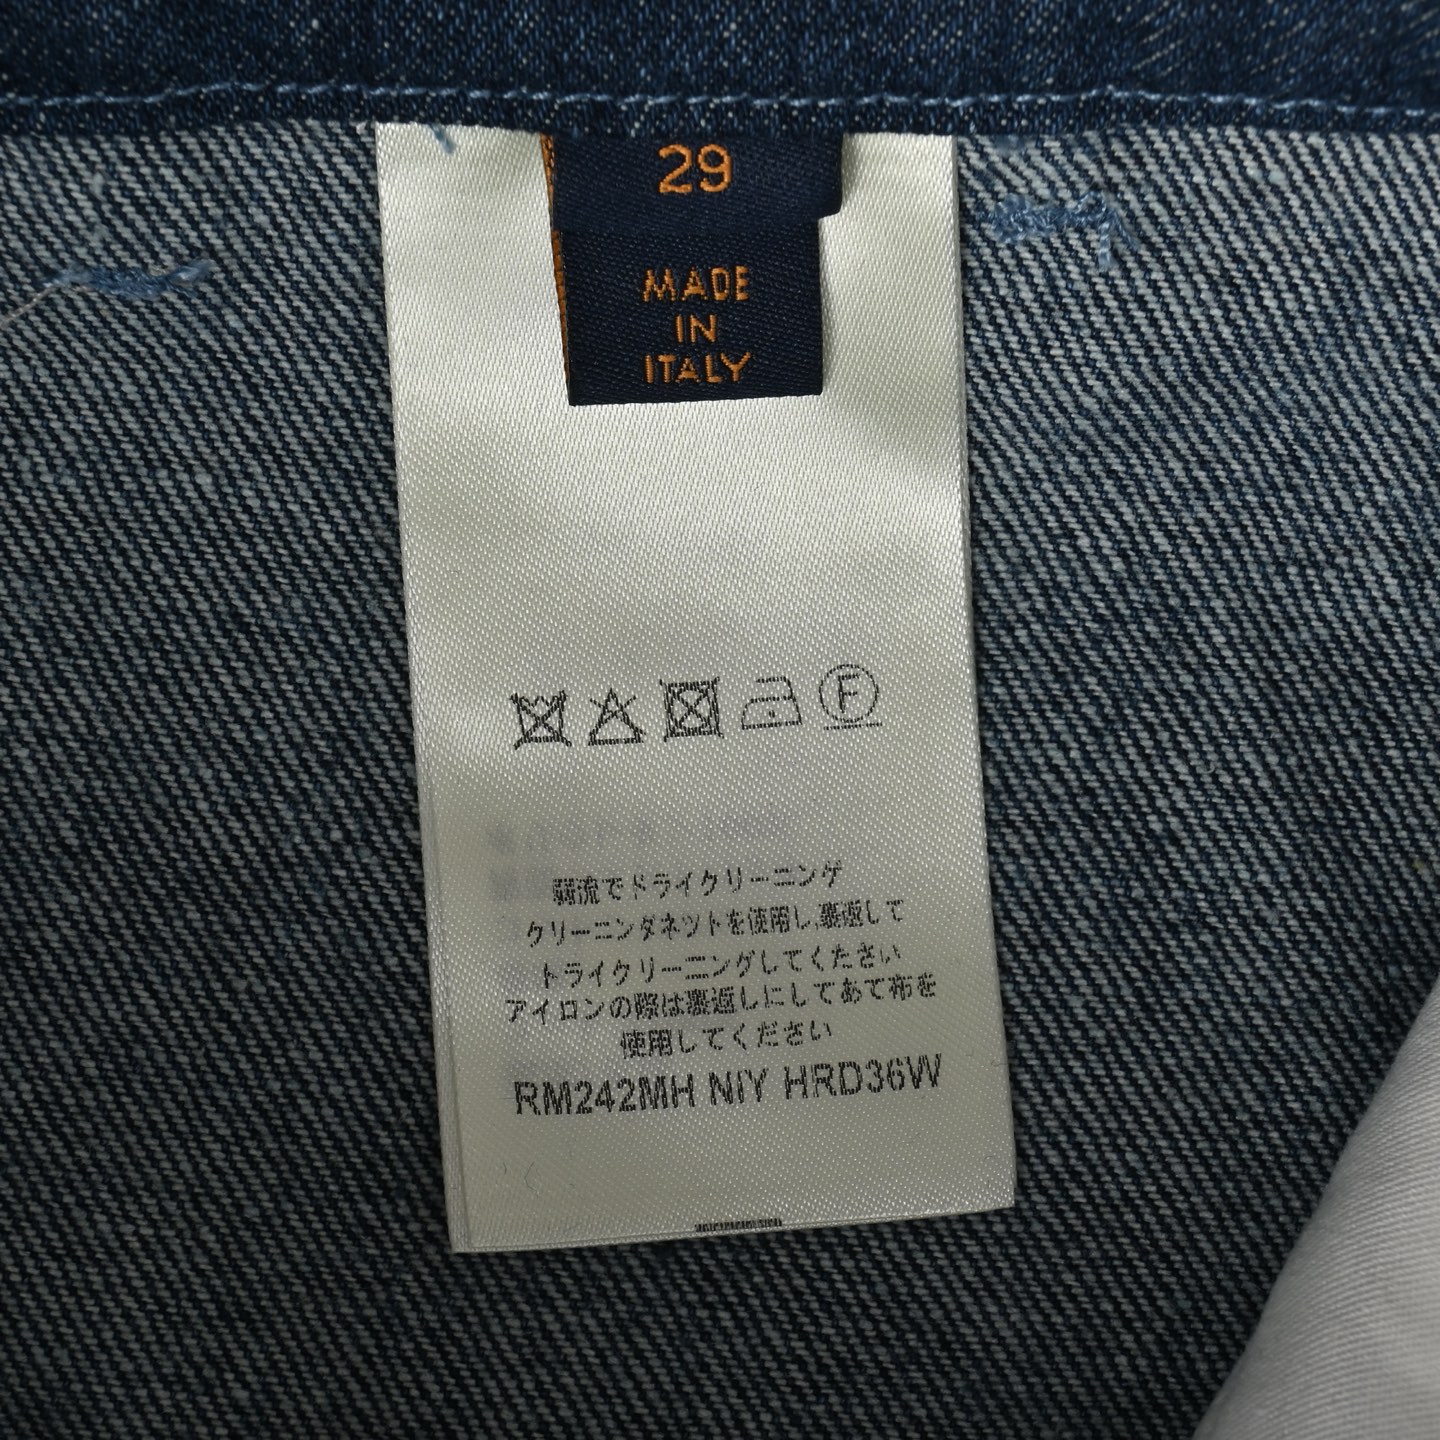 29
MADE
IN
ITALY
F
弱流でドライクリーニング
クリーニンダネットを使用し,裏返して
トライクリーニングしてくたさい
アイロンの際は裏返しにしてあて布を
使用してください
RM242MH NIY HRD36W